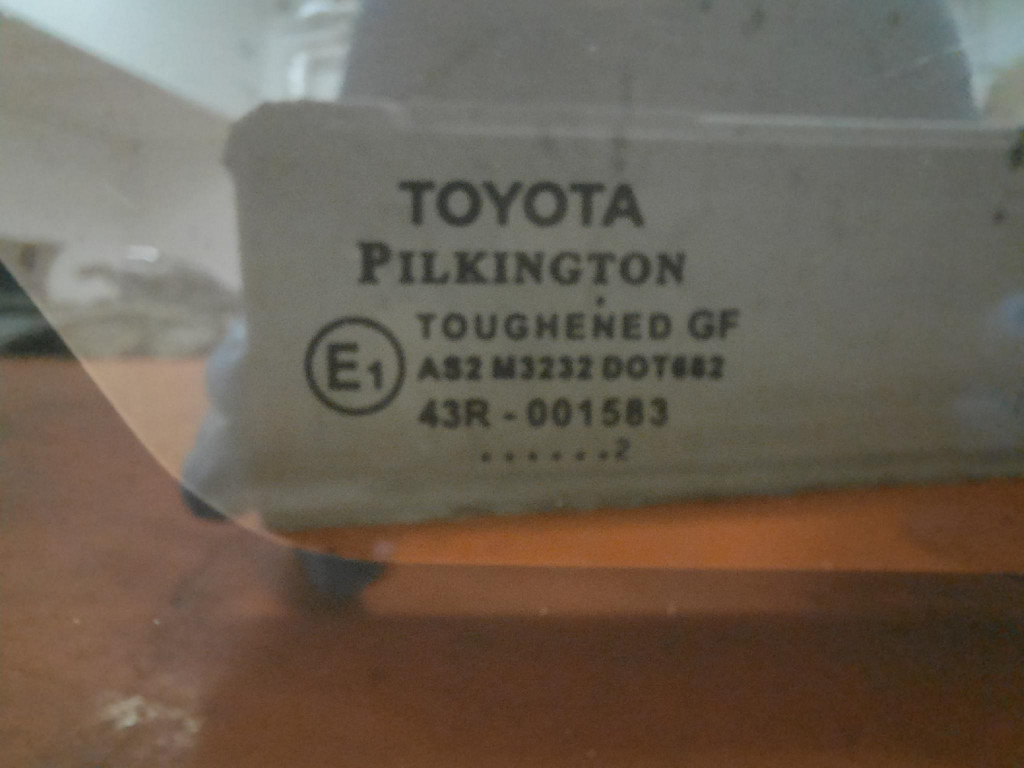 TOYOTA
PILKINGTON
TOUGHENED GF
E1
AS2 M3232 DOT682
43R - 001583
. . . . . . 2